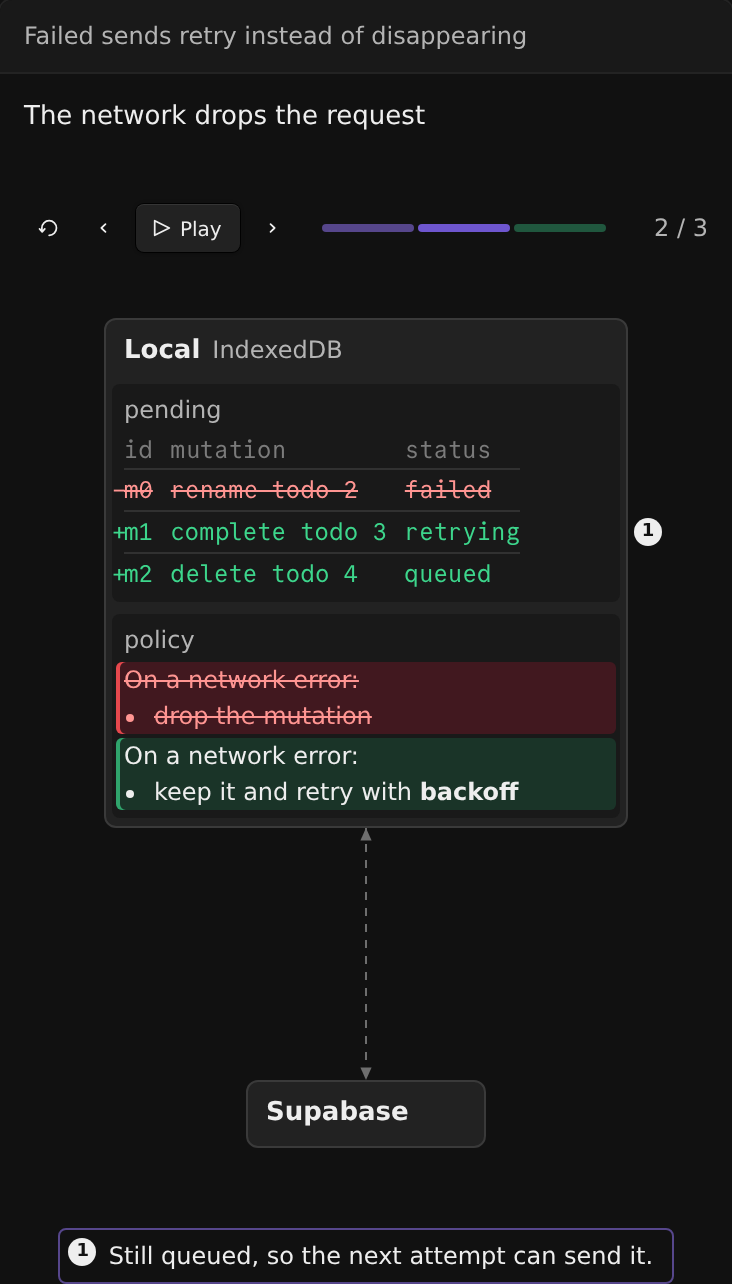 Failed sends retry instead of disappearing
The network drops the request
Play
2 / 3
Local IndexedDB
pending
id mutation status
−m0 rename todo 2 failed
+m1 complete todo 3 retrying
1
+m2 delete todo 4 queued
policy
On a network error:
• drop the mutation
On a network error:
• keep it and retry with backoff
Supabase
1 Still queued, so the next attempt can send it.